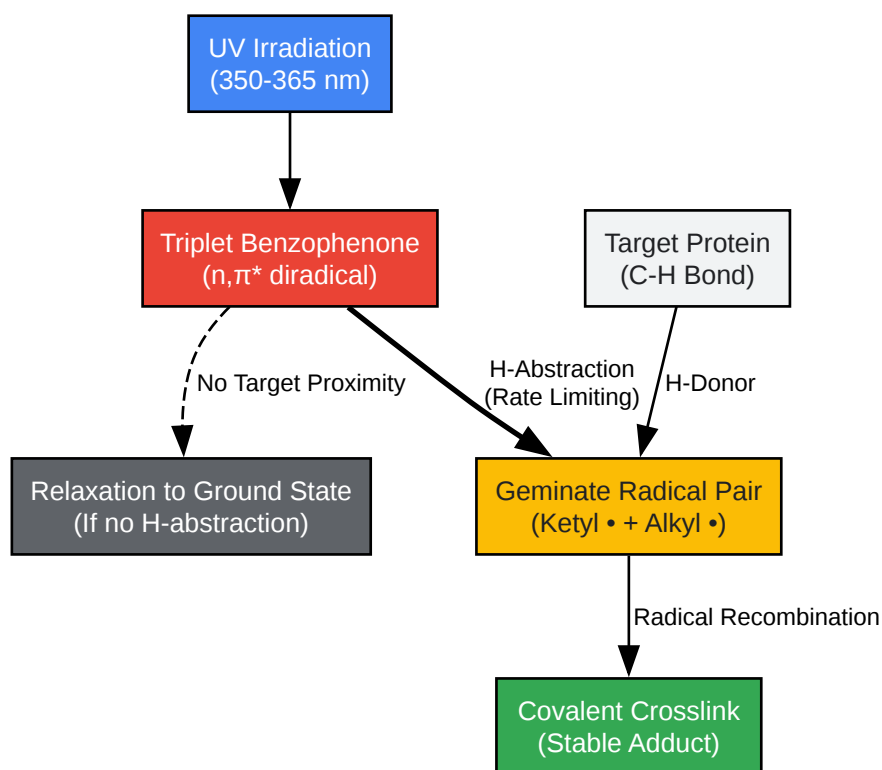 UV Irradiation
(350-365 nm)
Triplet Benzophenone
(n,π* diradical)
Target Protein
(C-H Bond)
No Target Proximity
H-Abstraction
(Rate Limiting)
H-Donor
Relaxation to Ground State
(If no H-abstraction)
Geminate Radical Pair
(Ketyl • + Alkyl •)
Radical Recombination
Covalent Crosslink
(Stable Adduct)